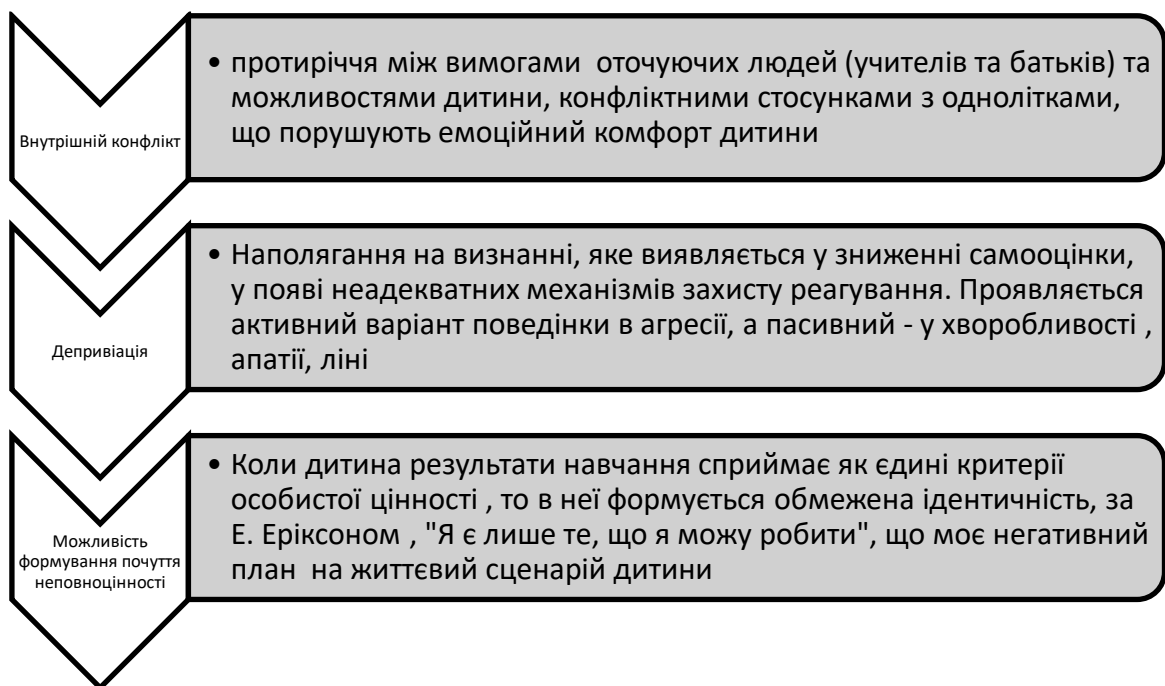 Внутрішній конфлікт
• протиріччя між вимогами оточуючих людей (учителів та батьків) та
можливостями дитини, конфліктними стосунками з однолітками,
що порушують емоційний комфорт дитини
Депривіація
• Наполягання на визнанні, яке виявляється у зниженні самооцінки,
у появі неадекватних механізмів захисту реагування. Проявляється
активний варіант поведінки в агресії, а пасивний - у хворобливості ,
апатії, ліні
Можливість
формування почуття
неповноцінності
• Коли дитина результати навчання сприймає як єдині критерії
особистої цінності , то в неї формується обмежена ідентичність, за
Е. Еріксоном , "Я є лише те, що я можу робити", що моє негативний
план на життєвий сценарій дитини